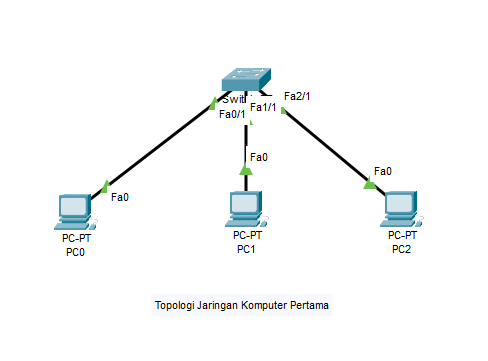 Fa2/1
Fa1/1
Fa0/1
Fa0
Fa0
Fa0
PC-PT
PC0
PC-PT
PC1
PC-PT
PC2
Topologi Jaringan Komputer Pertama